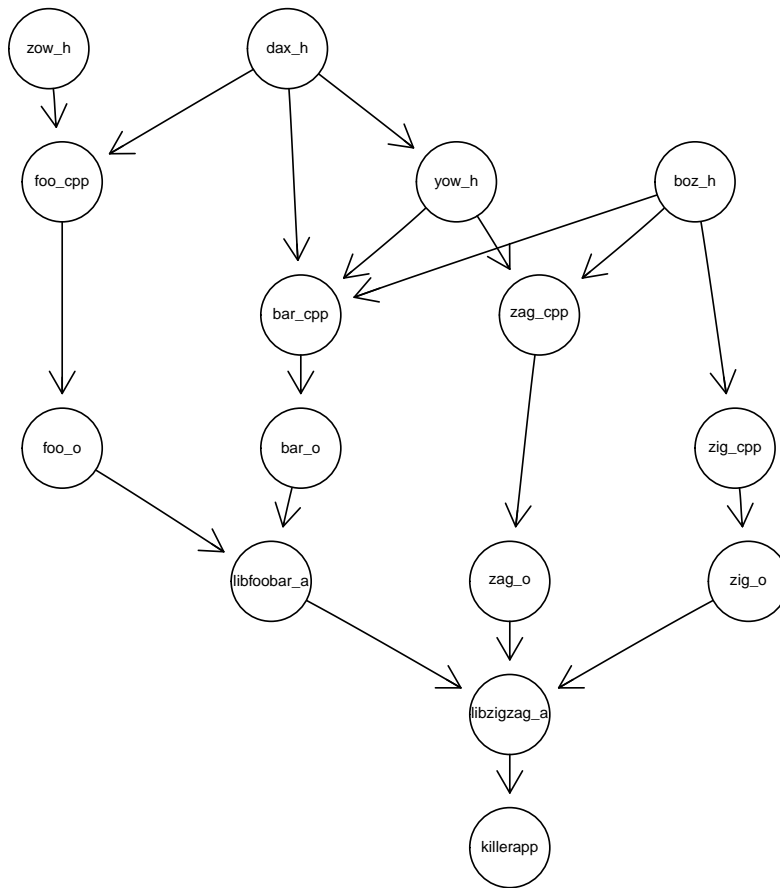 zow_h
dax_h
foo_cpp
yow_h
boz_h
bar_cpp
zag_cpp
foo_o
bar_o
zig_cpp
libfoobar_a
zag_o
zig_o
libzigzag_a
killerapp